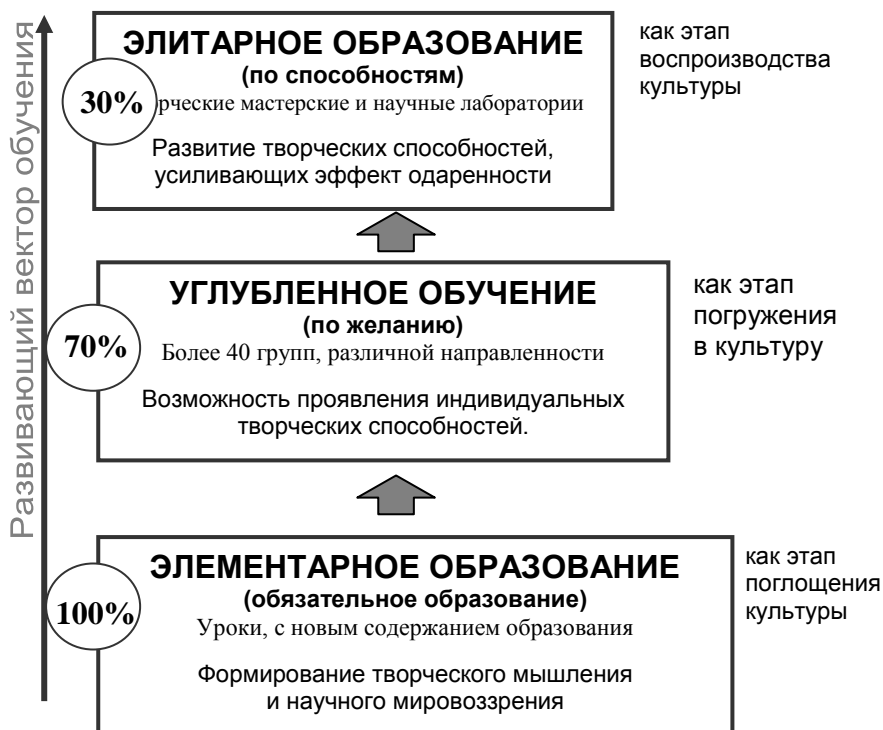 Развивающий вектор обучения
ЭЛИТАРНОЕ ОБРАЗОВАНИЕ
(по способностям)
30%
рческие мастерские и научные лаборатории
Развитие творческих способностей,
усиливающих эффект одаренности
как этап
воспроизводства
культуры
УГЛУБЛЕННОЕ ОБУЧЕНИЕ
(по желанию)
70%
Более 40 групп, различной направленности
Возможность проявления индивидуальных
творческих способностей.
как этап
погружения
в культуру
ЭЛЕМЕНТАРНОЕ ОБРАЗОВАНИЕ
(обязательное образование)
100%
Уроки, с новым содержанием образования
Формирование творческого мышления
и научного мировоззрения
как этап
поглощения
культуры